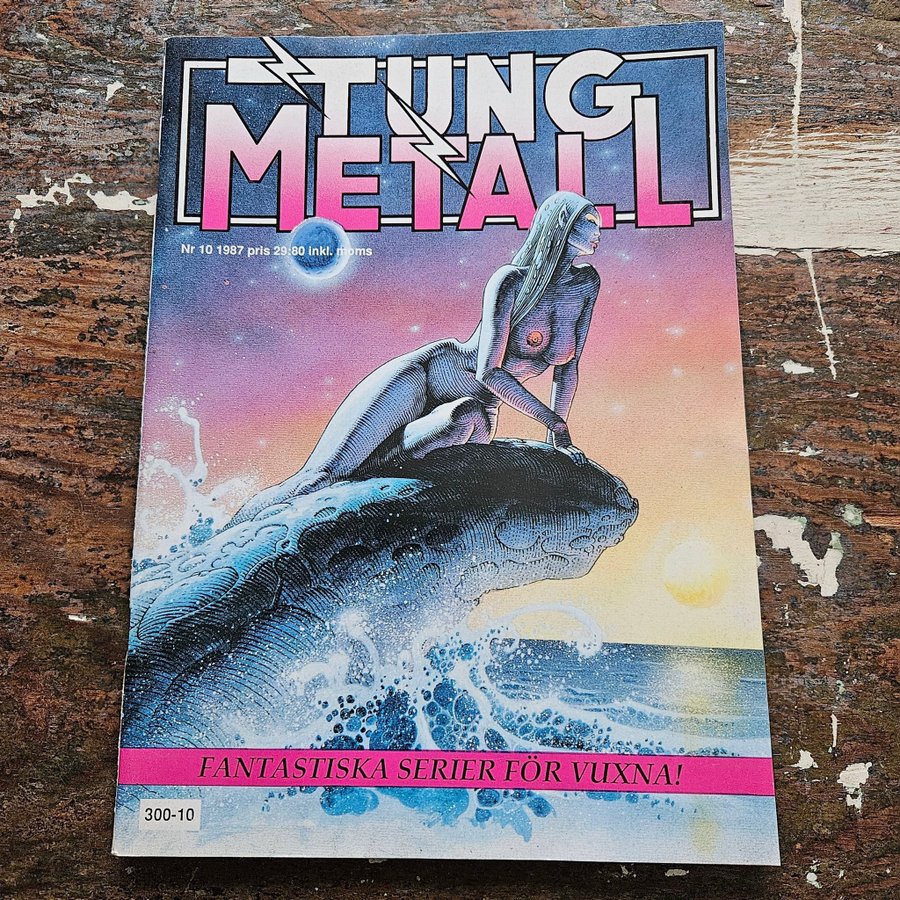 TUNG
METALL
Nr 10 1987 pris 29:80 inkl. moms
FANTASTISKA SERIER FÖR VUXNA!
300-10